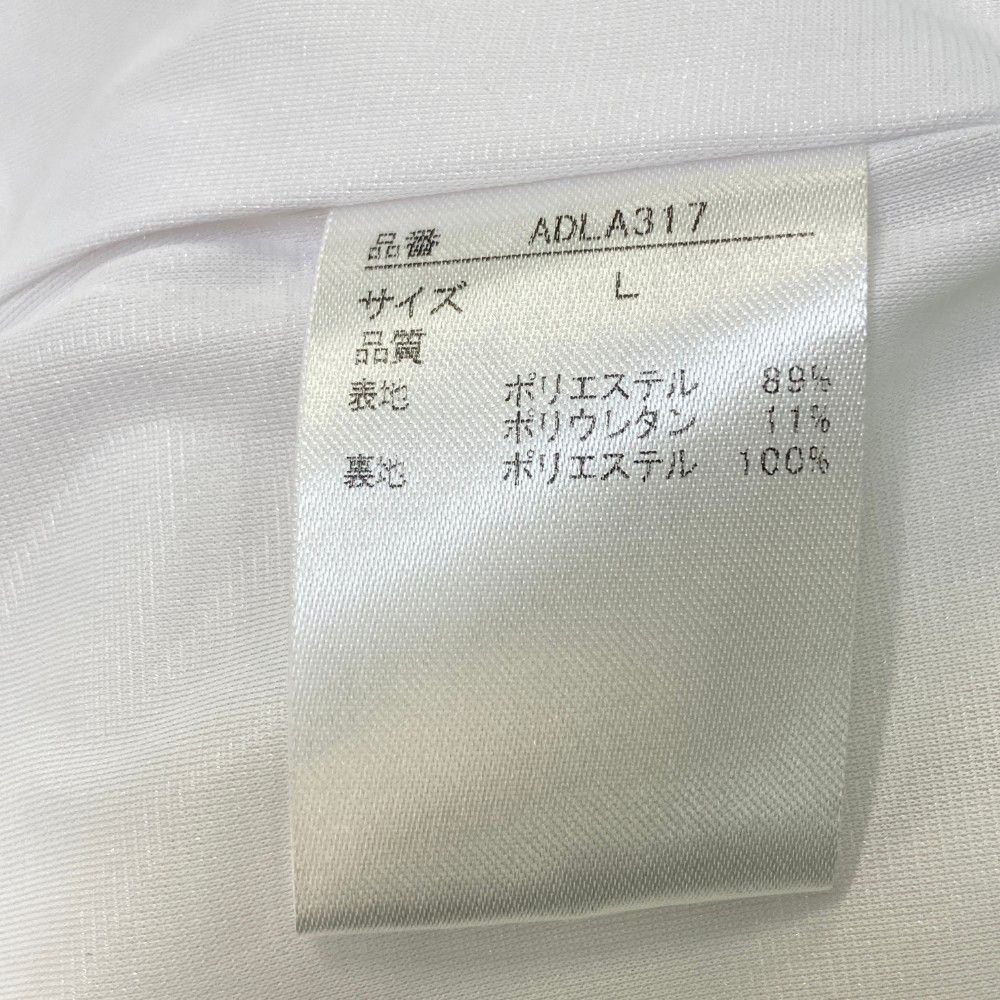 品番 ADLA317
サイズ L
品質
表地 ポリエステル 89%
ポリウレタン 11%
裏地 ポリエステル 100%